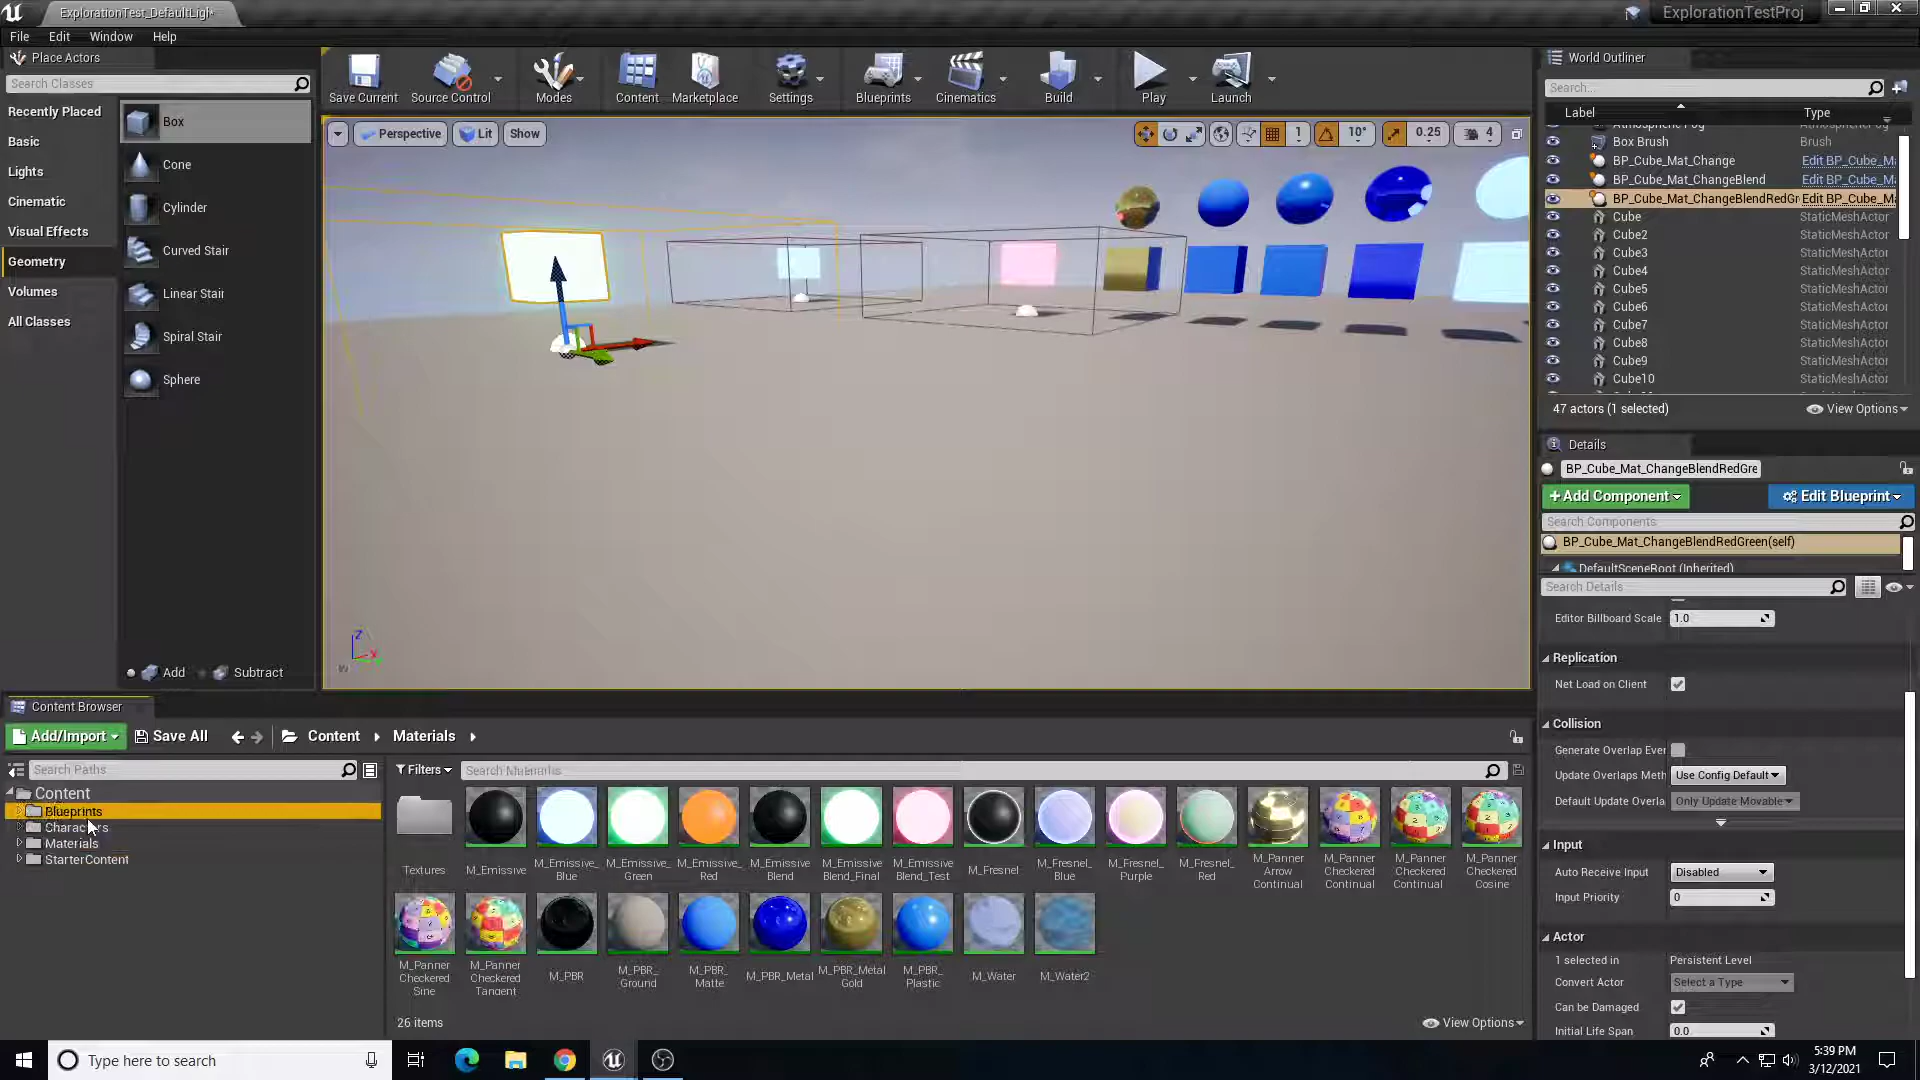 ExplorationTest_DefaultLigh*
ExplorationTestProj
File Edit Window Help
Place Actors
Search Classes
Recently Placed
Basic
Lights
Cinematic
Visual Effects
Geometry
Volumes
All Classes
Box
Cone
Cylinder
Curved Stair
Linear Stair
Spiral Stair
Sphere
Add Subtract
Save Current
Source Control
Modes
Content
Marketplace
Settings
Blueprints
Cinematics
Build
Play
Launch
Perspective Lit Show
1 10° 0.25 4
Z
X
World Outliner
Search...
Label Type
Atmospheric Fog
Box Brush Brush
BP_Cube_Mat_Change Edit BP_Cube_Ma
BP_Cube_Mat_ChangeBlend Edit BP_Cube_Ma
BP_Cube_Mat_ChangeBlendRedGr Edit BP_Cube_Ma
Cube StaticMeshActor
Cube2 StaticMeshActor
Cube3 StaticMeshActor
Cube4 StaticMeshActor
Cube5 StaticMeshActor
Cube6 StaticMeshActor
Cube7 StaticMeshActor
Cube8 StaticMeshActor
Cube9 StaticMeshActor
Cube10 StaticMeshActor
47 actors (1 selected) View Options
Details
BP_Cube_Mat_ChangeBlendRedGre
+Add Component Edit Blueprint
Search Components
BP_Cube_Mat_ChangeBlendRedGreen(self)
DefaultSceneRoot (Inherited)
Search Details
Editor Billboard Scale 1.0
Replication
Net Load on Client
Collision
Generate Overlap Even
Update Overlaps Meth Use Config Default
Default Update Overla Only Update Movable
Input
Auto Receive Input Disabled
Input Priority 0
Actor
1 selected in Persistent Level
Convert Actor Select a Type
Can be Damaged
Initial Life Span 0.0
Content Browser
Add/Import Save All Content Materials
Search Paths
Filters
Search Materials
Content
Blueprints
Characters
Materials
StarterContent
Textures
M_Emissive
M_Emissive_
Blue
M_Emissive_
Green
M_Emissive_
Red
M_Emissive
Blend
M_Emissive
Blend_Final
M_Emissive
Blend_Test
M_Fresnel
M_Fresnel_
Blue
M_Fresnel_
Purple
M_Fresnel_
Red
M_Panner
Arrow
Continual
M_Panner
Checkered
Continual
M_Panner
Checkered
Continual
M_Panner
Checkered
Cosine
M_Panner
Checkered
Sine
M_Panner
Checkered
Tangent
M_PBR
M_PBR_
Ground
M_PBR_
Matte
M_PBR_Metal
M_PBR_Metal
Gold
M_PBR_
Plastic
M_Water
M_Water2
26 items View Options
Type here to search
5:39 PM
3/12/2021